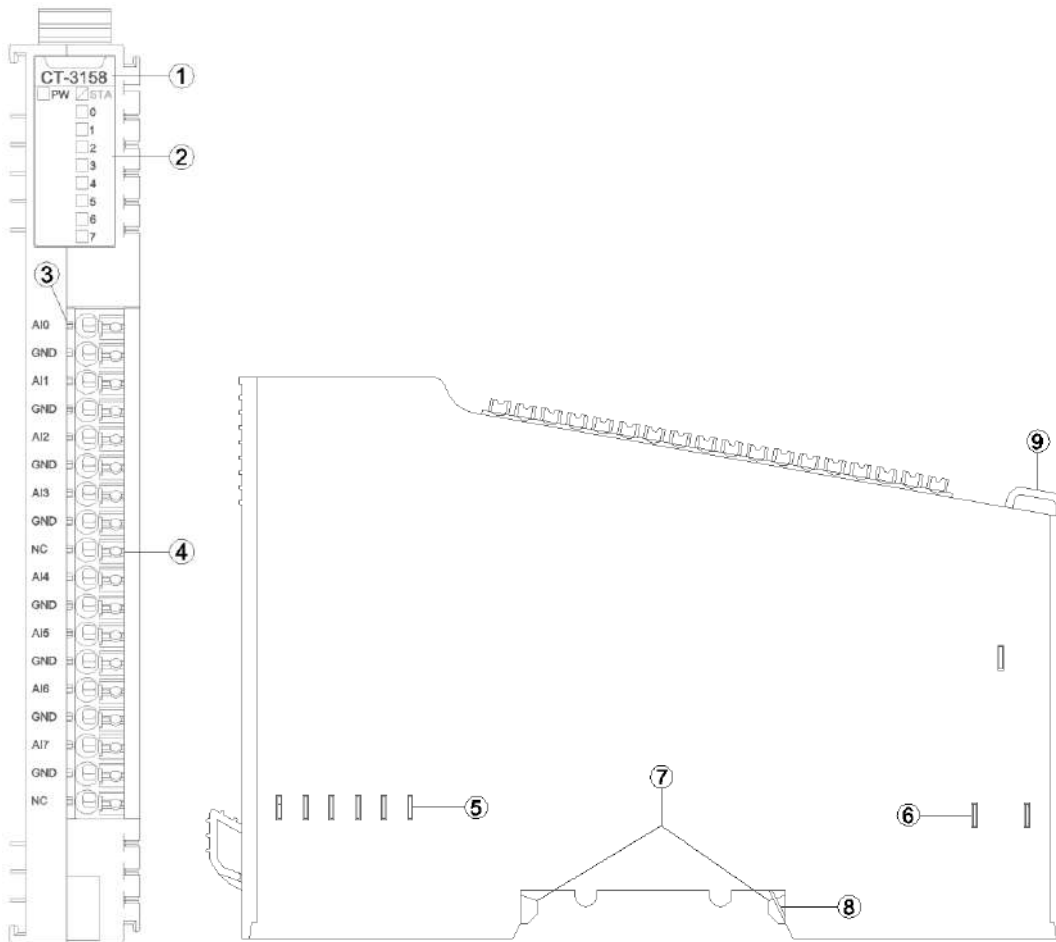 CT-3158
①
PW STA
0
1
2
②
3
4
5
6
7
③
AI0
GND
AI1
GND
AI2
GND
AI3
GND
NC
④
AI4
GND
AI5
GND
AI6
GND
AI7
GND
NC
⑨
⑦
⑤
⑥
⑧